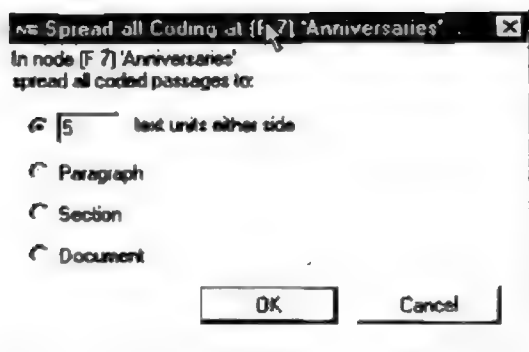 Spread all Coding at (F 7) 'Anniversaries'
In node (F 7) 'Anniversaries'
spread all coded passages to:
5 text units either side
Paragraph
Section
Document
OK Cancel